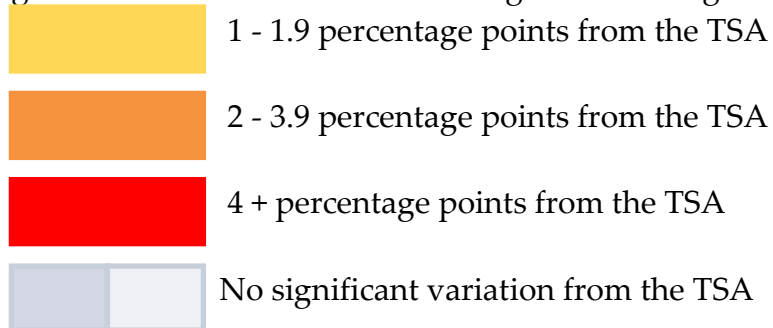 1 - 1.9 percentage points from the TSA
2 - 3.9 percentage points from the TSA
4 + percentage points from the TSA
No significant variation from the TSA